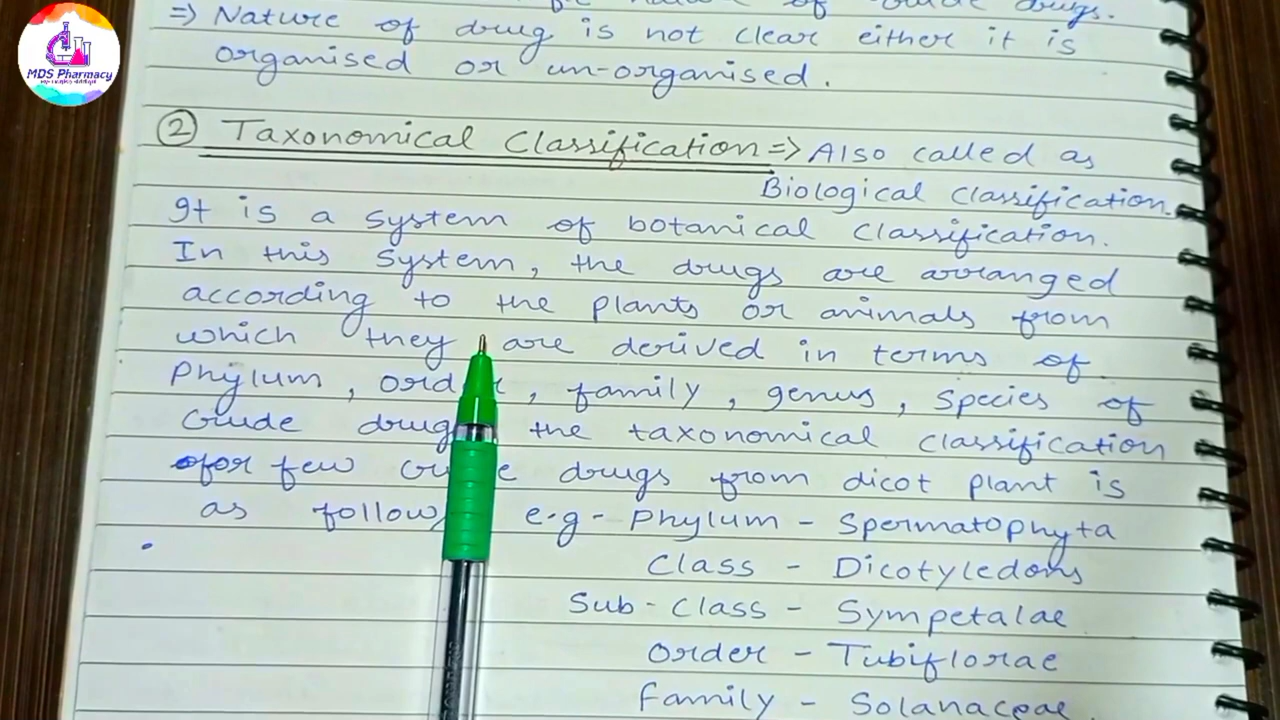 of crude drugs.
=> Nature of drug is not clear either it is
organised or un-organised.
② Taxonomical Classification => Also called as
Biological Classification.
It is a system of botanical classification.
In this system, the drugs are arranged
according to the plants or animals from
which they are derived in terms of
Phylum, order, family, genus, species of
crude drug the taxonomical classification
for few crude drugs from dicot plant is
as follow e.g - Phylum - Spermatophyta
Class - Dicotyledons
Sub-Class - Sympetalae
Order - Tubiflorae
Family - Solanaceae.
MDS Pharmacy